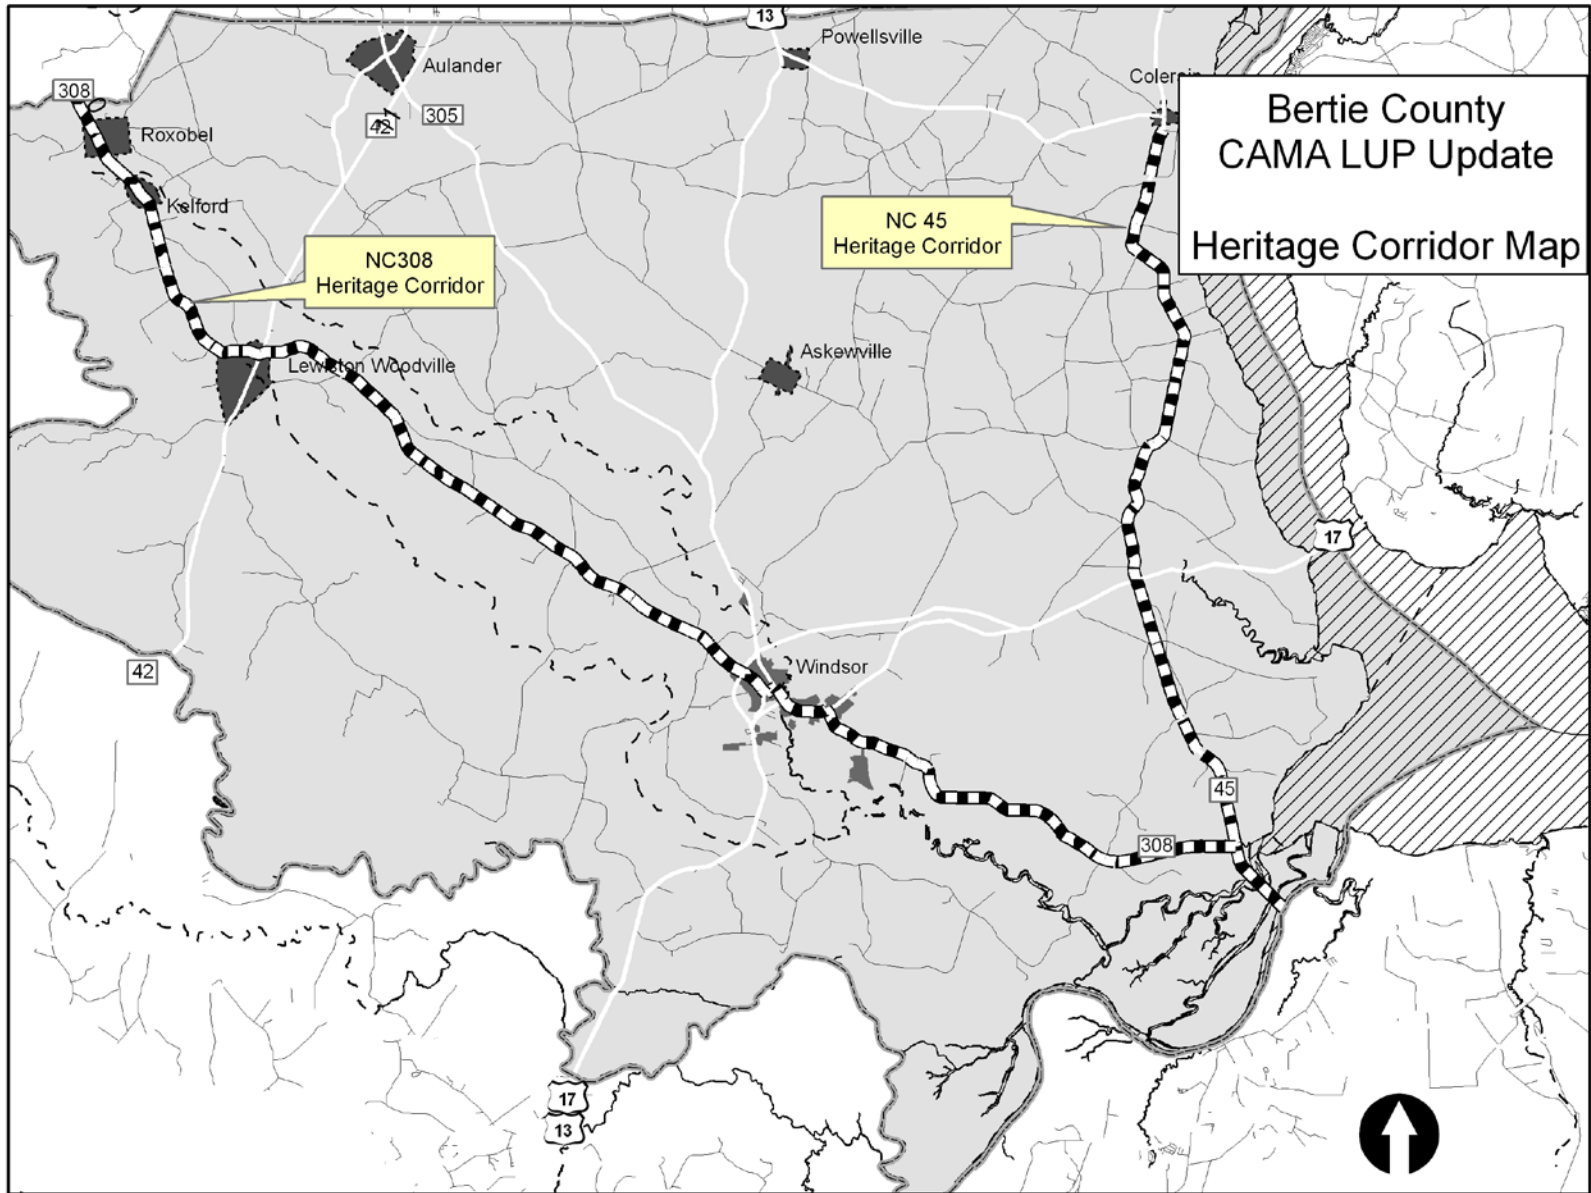 13
Powellsville
Aulander
Colerain
308
305
42
Roxobel
Kelford
Bertie County
CAMA LUP Update
Heritage Corridor Map
NC 45
Heritage Corridor
NC308
Heritage Corridor
Askewville
Lewiston Woodville
17
Windsor
42
45
308
17
13